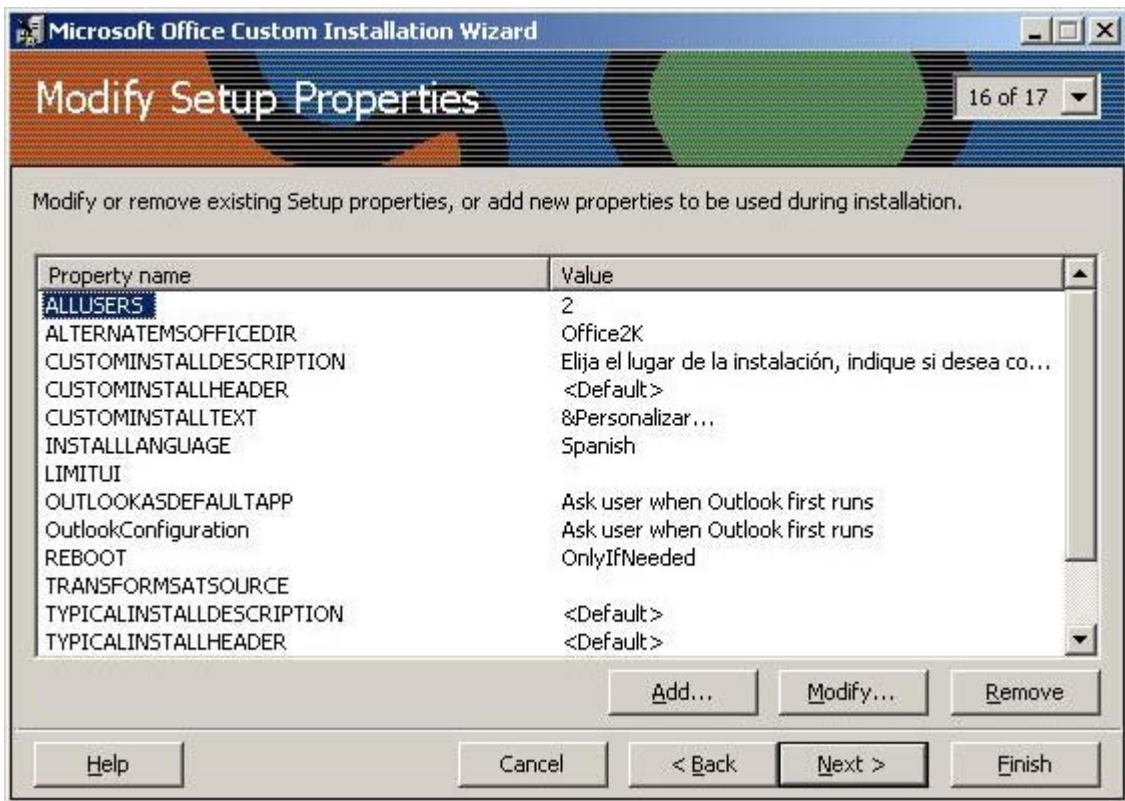 Microsoft Office Custom Installation Wizard
Modify Setup Properties
16 of 17
Modify or remove existing Setup properties, or add new properties to be used during installation.
Property name Value
ALLUSERS 2
ALTERNATEMSOFFICEDIR Office2K
CUSTOMINSTALLDESCRIPTION Elija el lugar de la instalación, indique si desea co...
CUSTOMINSTALLHEADER <Default>
CUSTOMINSTALLTEXT &Personalizar...
INSTALLLANGUAGE Spanish
LIMITUI
OUTLOOKASDEFAULTAPP Ask user when Outlook first runs
OutlookConfiguration Ask user when Outlook first runs
REBOOT OnlyIfNeeded
TRANSFORMSATSOURCE
TYPICALINSTALLDESCRIPTION <Default>
TYPICALINSTALLHEADER <Default>
Add... Modify... Remove
Help Cancel < Back Next > Finish